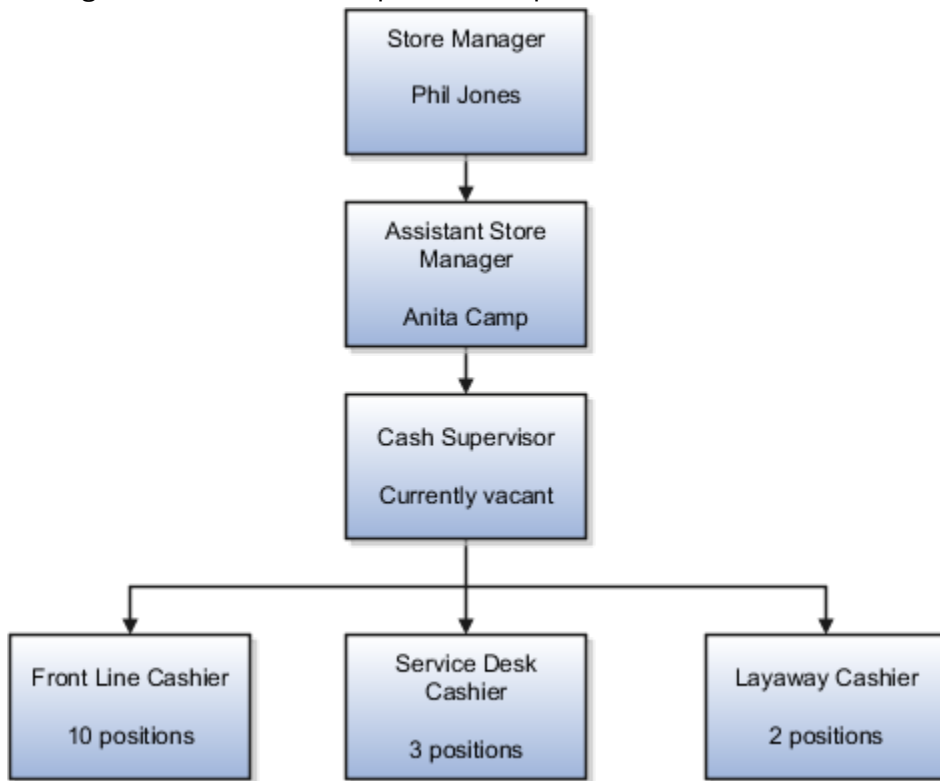 Store Manager
Phil Jones
Assistant Store
Manager
Anita Camp
Cash Supervisor
Currently vacant
Front Line Cashier
10 positions
Service Desk
Cashier
3 positions
Layaway Cashier
2 positions